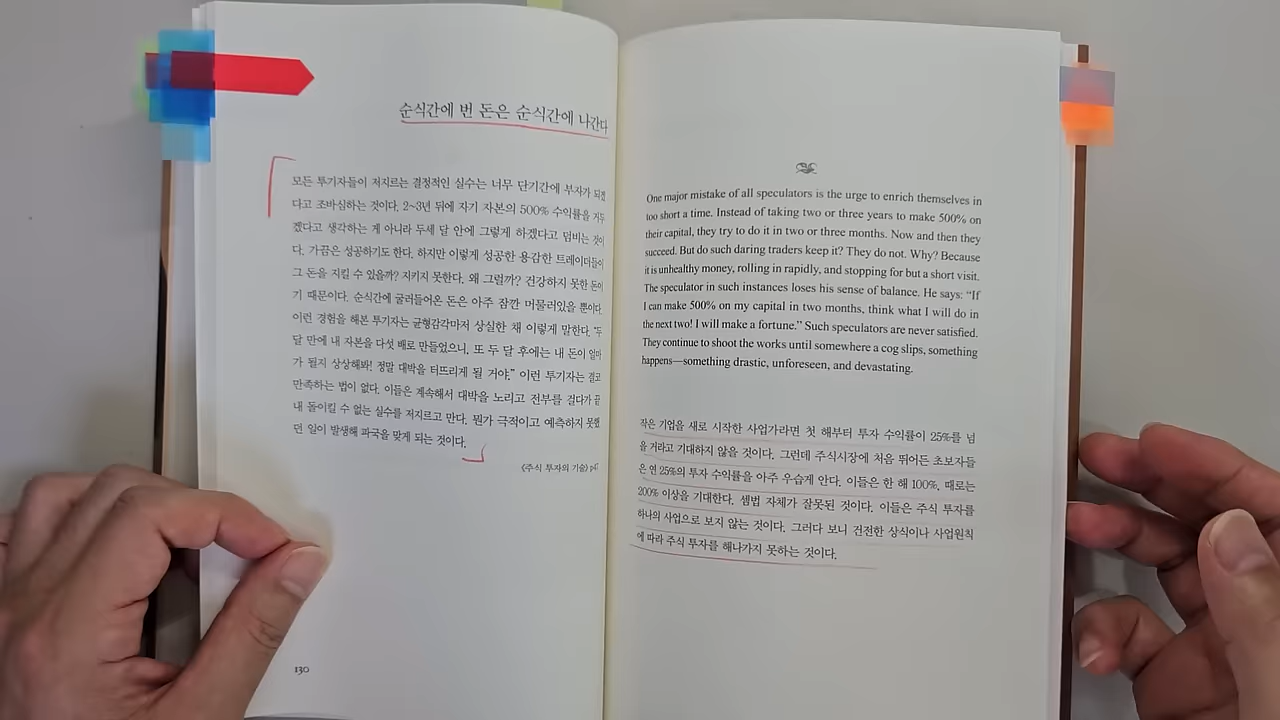 순식간에 번 돈은 순식간에 나간다
모든 투기자들이 저지르는 결정적인 실수는 너무 단기간에 부자가 되겠
다고 조바심하는 것이다. 2~3년 뒤에 자기 자본의 500% 수익률을 거두
겠다고 생각하는 게 아니라 두세 달 안에 그렇게 하겠다고 덤비는 것이
다. 가끔은 성공하기도 한다. 하지만 이렇게 성공한 용감한 트레이더들이
그 돈을 지킬 수 있을까? 지키지 못한다. 왜 그럴까? 건강하지 못한 돈이
기 때문이다. 순식간에 굴러들어온 돈은 아주 잠깐 머물러있을 뿐이다.
이런 경험을 해본 투기자는 균형감각마저 상실한 채 이렇게 말한다. "두
달 만에 내 자본을 다섯 배로 만들었으니, 또 두 달 후에는 내 돈이 얼마
가 될지 상상해봐! 정말 대박을 터뜨리게 될 거야." 이런 투기자는 결코
만족하는 법이 없다. 이들은 계속해서 대박을 노리고 전부를 걸다가 끝
내 돌이킬 수 없는 실수를 저지르고 만다. 뭔가 극적이고 예측하지 못했
던 일이 발생해 파국을 맞게 되는 것이다.
《주식 투자의 기술》
130
One major mistake of all speculators is the urge to enrich themselves in
too short a time. Instead of taking two or three years to make 500% on
their capital, they try to do it in two or three months. Now and then they
succeed. But do such daring traders keep it? They do not. Why? Because
it is unhealthy money, rolling in rapidly, and stopping for but a short visit.
The speculator in such instances loses his sense of balance. He says: "If
I can make 500% on my capital in two months, think what I will do in
the next two! I will make a fortune." Such speculators are never satisfied.
They continue to shoot the works until somewhere a cog slips, something
happens—something drastic, unforeseen, and devastating.
작은 기업을 새로 시작한 사업가라면 첫 해부터 투자 수익률이 25%를 넘
을 거라고 기대하지 않을 것이다. 그런데 주식시장에 처음 뛰어든 초보자들
은 연 25%의 투자 수익률을 아주 우습게 안다. 이들은 한 해 100%, 때로는
200% 이상을 기대한다. 셈법 자체가 잘못된 것이다. 이들은 주식 투자를
하나의 사업으로 보지 않는 것이다. 그러다 보니 건전한 상식이나 사업원칙
에 따라 주식 투자를 해나가지 못하는 것이다.